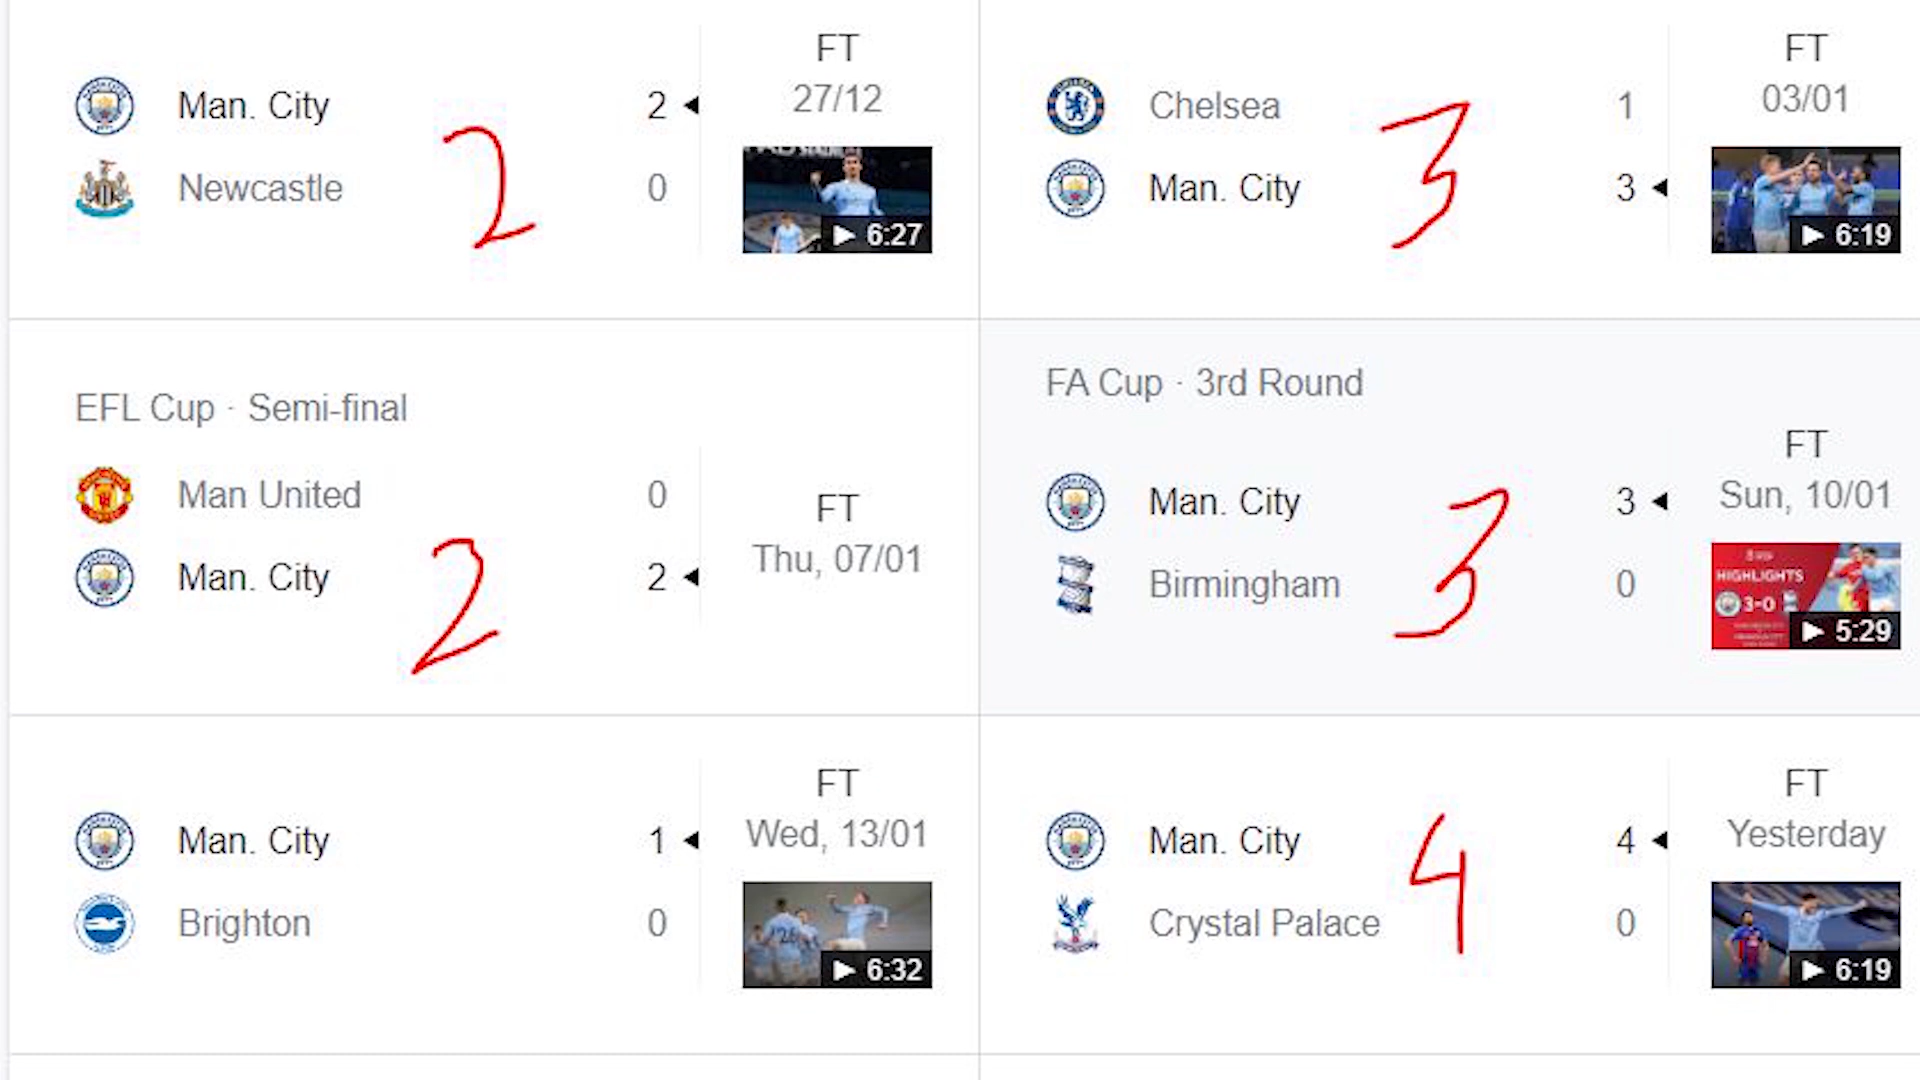 FT
Man. City 2 ◄ 27/12
2
Newcastle 0
6:27
FT
Chelsea 1 03/01
3
Man. City 3 ◄
6:19
EFL Cup · Semi-final
Man United 0
FT
Thu, 07/01
Man. City 2 ◄
2
FA Cup · 3rd Round
FT
Man. City 3 ◄ Sun, 10/01
3
HIGHLIGHTS
Birmingham 0
3-0
5:29
FT
Man. City 1 ◄ Wed, 13/01
Brighton 0
26
6:32
FT
Man. City 4 ◄ Yesterday
4
Crystal Palace 0
6:19